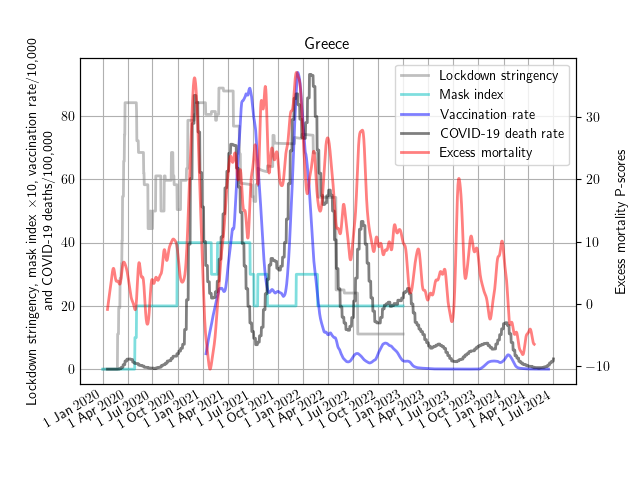 Greece
Lockdown stringency, mask index ×10, vaccination rate/10,000
and COVID-19 deaths/100,000
80
60
40
20
0
Lockdown stringency
Mask index
Vaccination rate
COVID-19 death rate
Excess mortality
30
20
10
0
−10
Excess mortality P-scores
1 Jan 2020
1 Apr 2020
1 Jul 2020
1 Oct 2020
1 Jan 2021
1 Apr 2021
1 Jul 2021
1 Oct 2021
1 Jan 2022
1 Apr 2022
1 Jul 2022
1 Oct 2022
1 Jan 2023
1 Apr 2023
1 Jul 2023
1 Oct 2023
1 Jan 2024
1 Apr 2024
1 Jul 2024